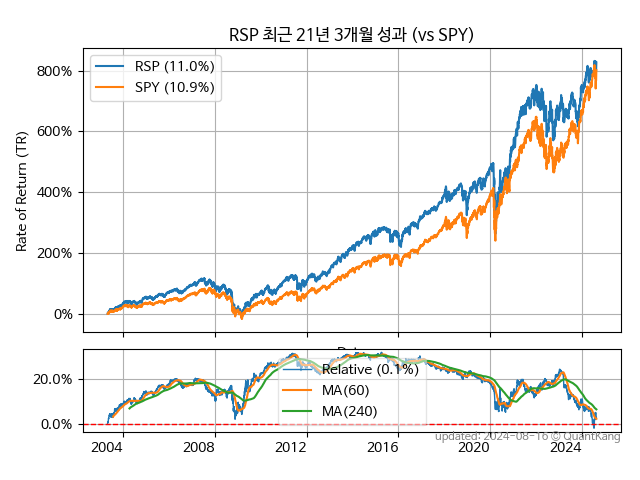 RSP 최근 21년 3개월 성과 (vs SPY)
RSP (11.0%)
SPY (10.9%)
Rate of Return (TR)
800%
600%
400%
200%
0%
20.0%
0.0%
Relative (0.1%)
MA(60)
MA(240)
2004
2008
2012
2016
2020
2024
updated: 2024-08-16 © QuantKang